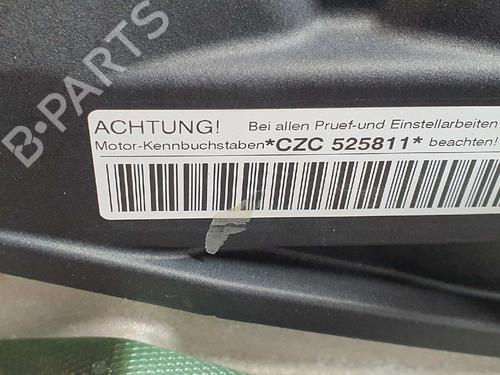 B-PARTS
ACHTUNG! Bei allen Pruef-und Einstellarbeiten
Motor-Kennbuchstaben *CZC 525811* beachten!